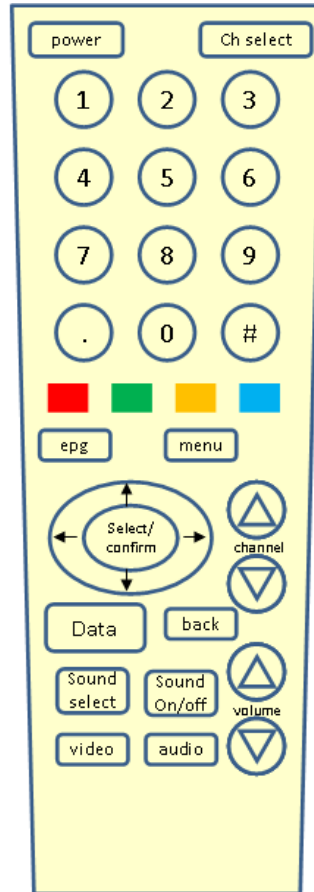 power
Ch select
1 2 3
4 5 6
7 8 9
. 0 #
epg
menu
Select/
confirm
channel
Data
back
Sound
select
Sound
On/off
volume
video
audio